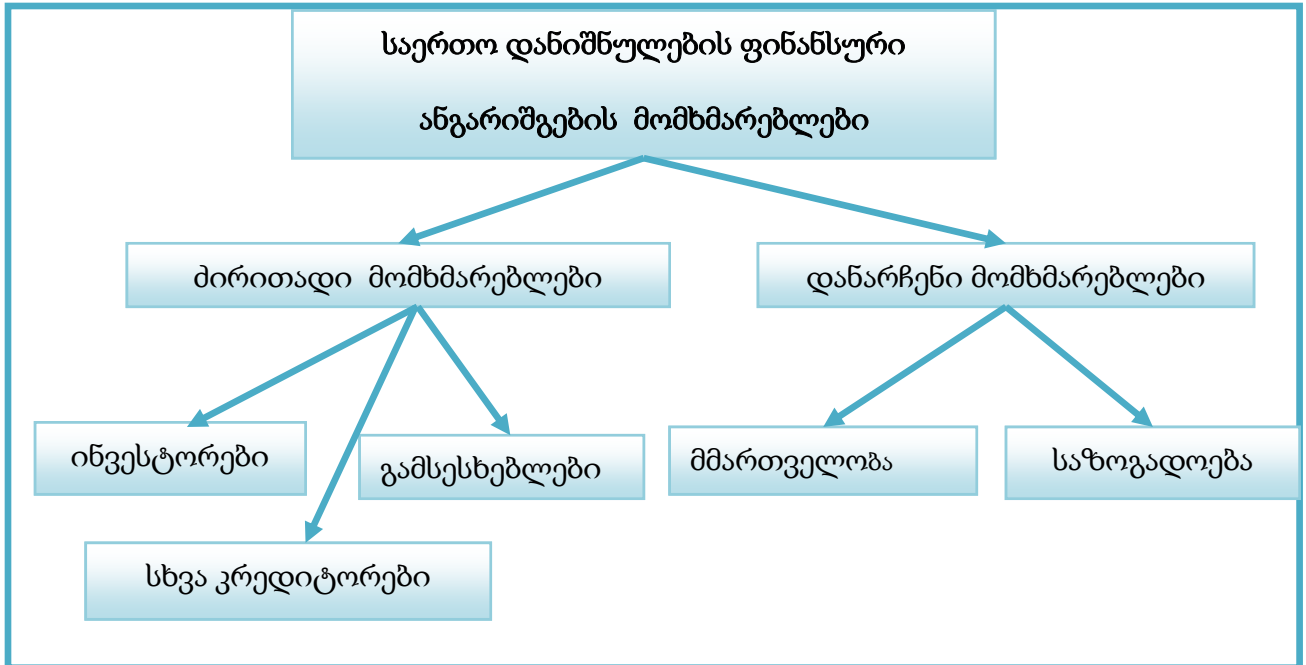 საერთო დანიშნულების ფინანსური
ანგარიშგების მომხმარებლები
ძირითადი მომხმარებლები
დანარჩენი მომხმარებლები
ინვესტორები
გამსესხებლები
მმართველობა
საზოგადოება
სხვა კრედიტორები